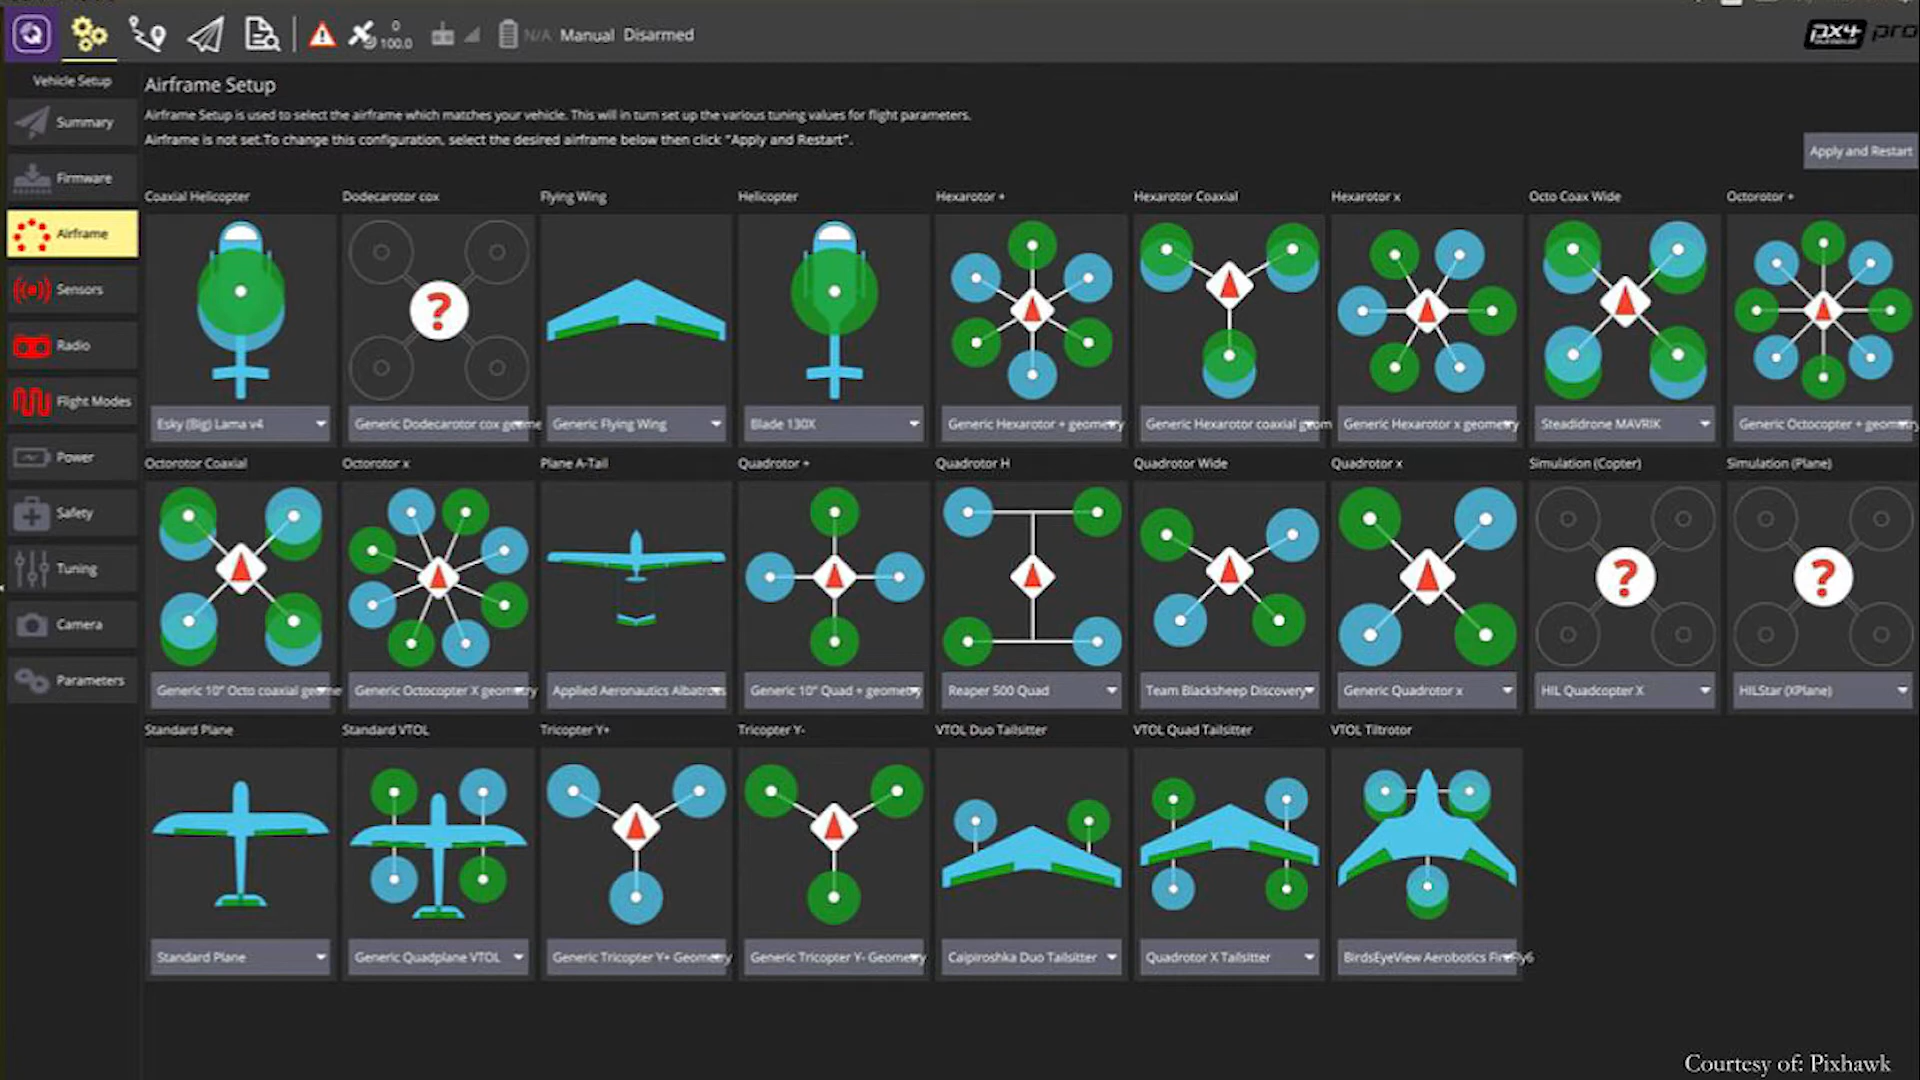 0
100.0
N/A Manual Disarmed
px4 pro
Vehicle Setup
Summary
Firmware
Airframe
Sensors
Radio
Flight Modes
Power
Safety
Tuning
Camera
Parameters
Airframe Setup
Airframe Setup is used to select the airframe which matches your vehicle. This will in turn set up the various tuning values for flight parameters.
Airframe is not set.To change this configuration, select the desired airframe below then click "Apply and Restart".
Apply and Restart
Coaxial Helicopter Dodecarotor cox Flying Wing Helicopter Hexarotor + Hexarotor Coaxial Hexarotor x Octo Coax Wide Octorotor +
?
Esky (Big) Lama v4 Generic Dodecarotor cox geome Generic Flying Wing Blade 130X Generic Hexarotor + geometry Generic Hexarotor coaxial geom Generic Hexarotor x geometry Steadidrone MAVRIK Generic Octocopter + geometry
Octorotor Coaxial Octorotor x Plane A-Tail Quadrotor + Quadrotor H Quadrotor Wide Quadrotor x Simulation (Copter) Simulation (Plane)
? ?
Generic 10" Octo coaxial geome Generic Octocopter X geometry Applied Aeronautics Albatross Generic 10" Quad + geometry Reaper 500 Quad Team Blacksheep Discovery Generic Quadrotor x HIL Quadcopter X HILStar (XPlane)
Standard Plane Standard VTOL Tricopter Y+ Tricopter Y- VTOL Duo Tailsitter VTOL Quad Tailsitter VTOL Tiltrotor
Standard Plane Generic Quadplane VTOL Generic Tricopter Y+ Geometry Generic Tricopter Y- Geometry Caipiroshka Duo Tailsitter Quadrotor X Tailsitter BirdsEyeView Aerobotics FireFly6
Courtesy of: Pixhawk